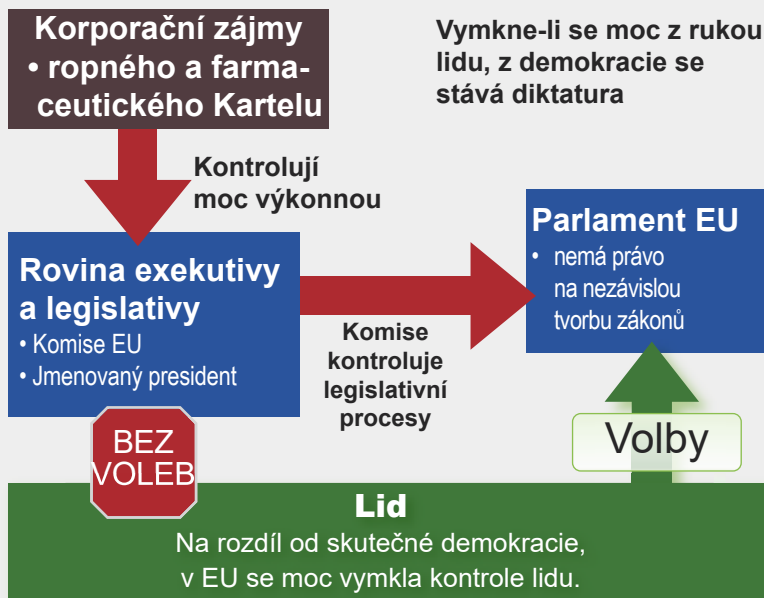 Korporační zájmy
• ropného a farma-
ceutického Kartelu
Vymkne-li se moc z rukou
lidu, z demokracie se
stává diktatura
Kontrolují
moc výkonnou
Rovina exekutivy
a legislativy
• Komise EU
• Jmenovaný president
Komise
kontroluje
legislativní
procesy
Parlament EU
• nemá právo
na nezávislou
tvorbu zákonů
BEZ
VOLEB
Volby
Lid
Na rozdíl od skutečné demokracie,
v EU se moc vymkla kontrole lidu.